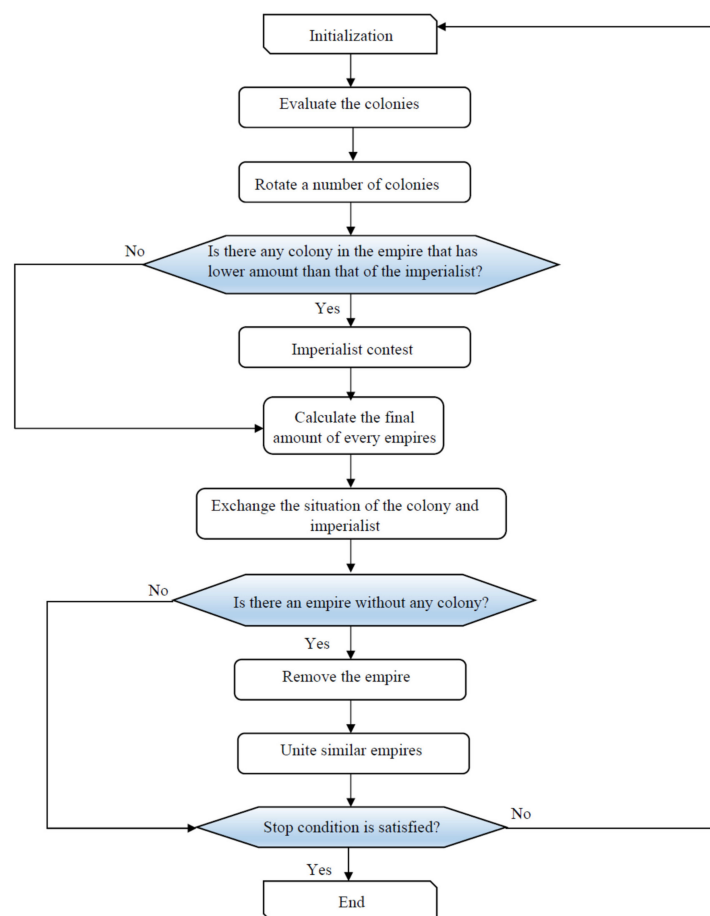 Initialization
Evaluate the colonies
Rotate a number of colonies
No
Is there any colony in the empire that has
lower amount than that of the imperialist?
Yes
Imperialist contest
Calculate the final
amount of every empires
Exchange the situation of the colony and
imperialist
No
Is there an empire without any colony?
Yes
Remove the empire
Unite similar empires
No
Stop condition is satisfied?
Yes
End